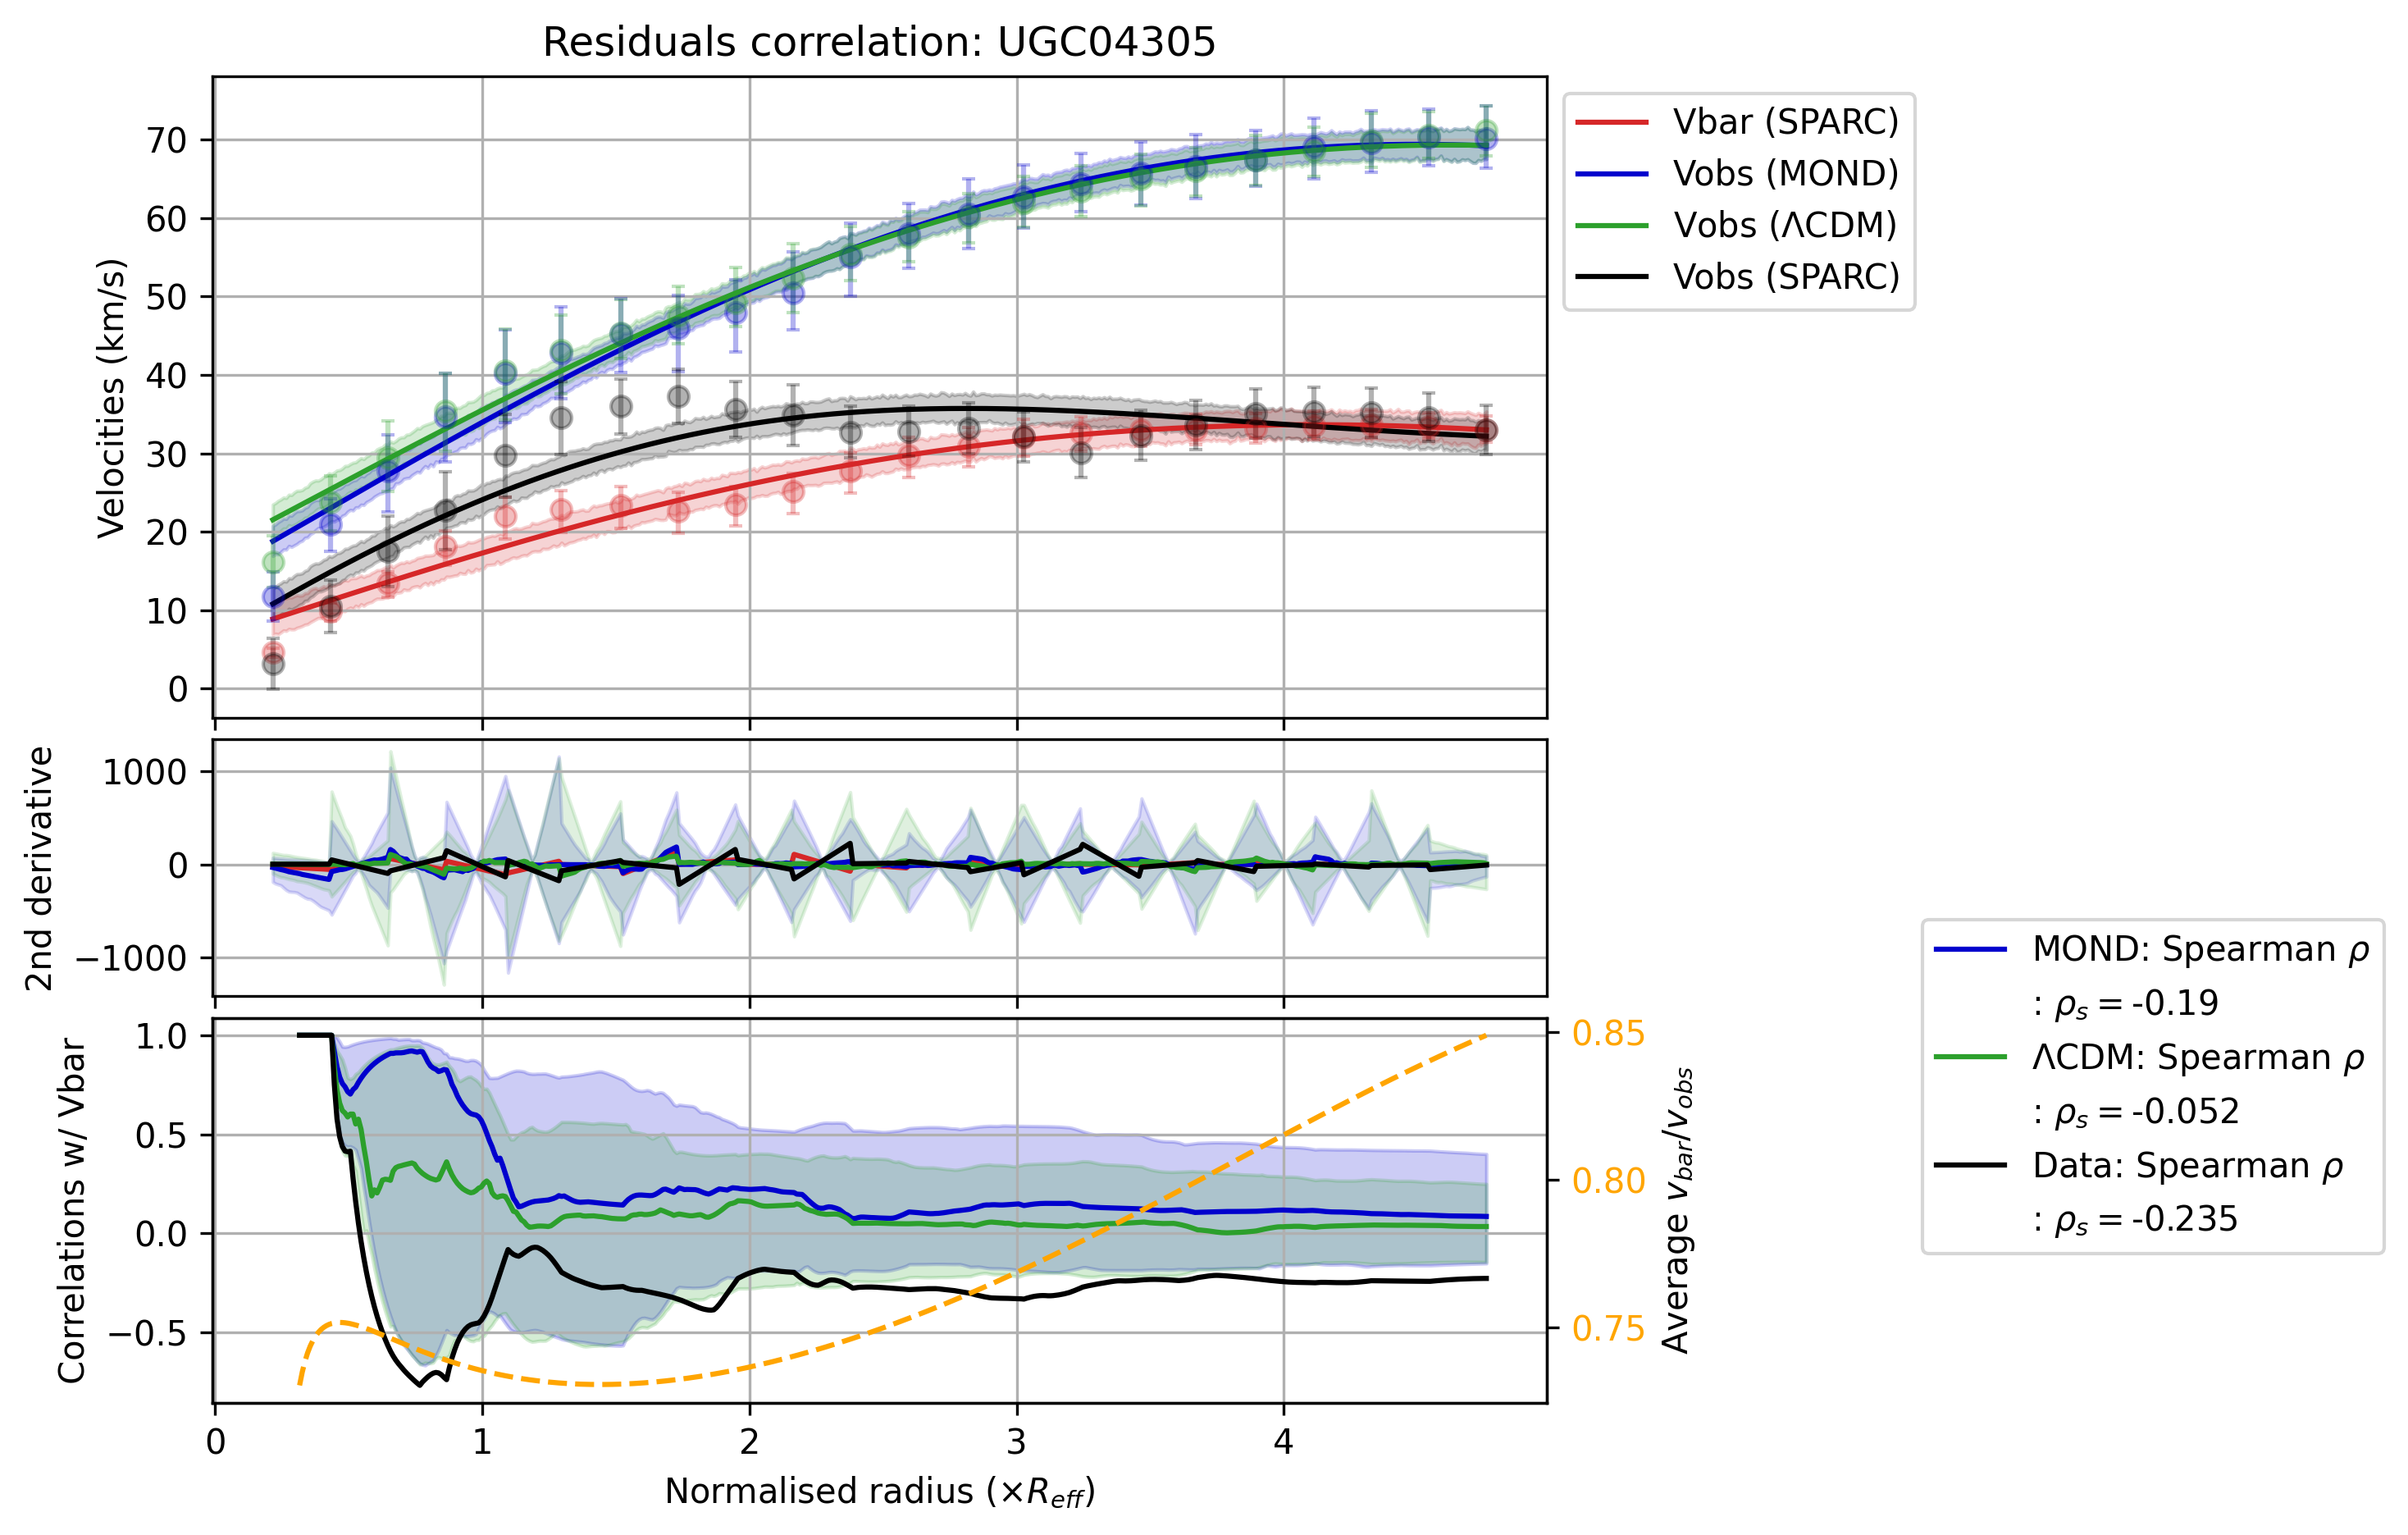 Residuals correlation: UGC04305
70
60
50
40
30
20
10
0
Velocities (km/s)
Vbar (SPARC)
Vobs (MOND)
Vobs (ΛCDM)
Vobs (SPARC)
1000
0
−1000
2nd derivative
1.0
0.5
0.0
−0.5
Correlations w/ Vbar
0.85
0.80
0.75
Average v_bar/v_obs
MOND: Spearman ρ
: ρ_s = -0.19
ΛCDM: Spearman ρ
: ρ_s = -0.052
Data: Spearman ρ
: ρ_s = -0.235
0 1 2 3 4
Normalised radius (×R_eff)